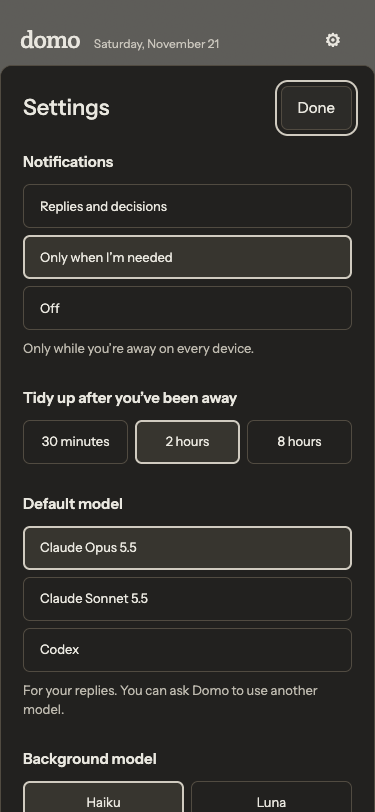 domo Saturday, November 21
Settings
Done
Notifications
Replies and decisions
Only when I'm needed
Off
Only while you're away on every device.
Tidy up after you've been away
30 minutes
2 hours
8 hours
Default model
Claude Opus 5.5
Claude Sonnet 5.5
Codex
For your replies. You can ask Domo to use another
model.
Background model
Haiku
Luna